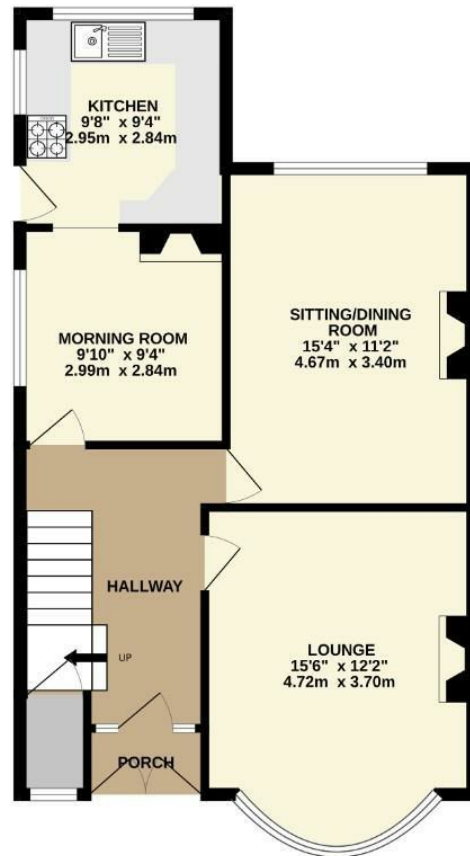 KITCHEN
9'8" x 9'4"
2.95m x 2.84m
SITTING/DINING
ROOM
15'4" x 11'2"
4.67m x 3.40m
MORNING ROOM
9'10" x 9'4"
2.99m x 2.84m
HALLWAY
UP
LOUNGE
15'6" x 12'2"
4.72m x 3.70m
PORCH